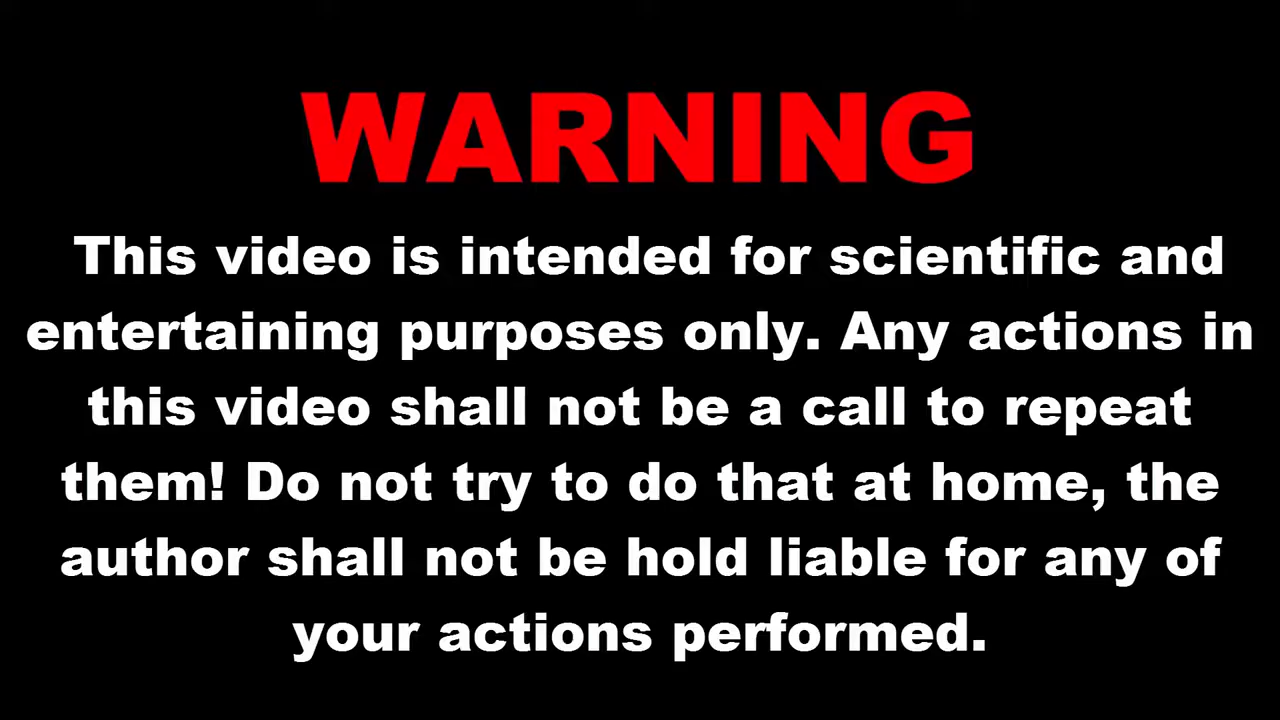 WARNING
This video is intended for scientific and
entertaining purposes only. Any actions in
this video shall not be a call to repeat
them! Do not try to do that at home, the
author shall not be hold liable for any of
your actions performed.